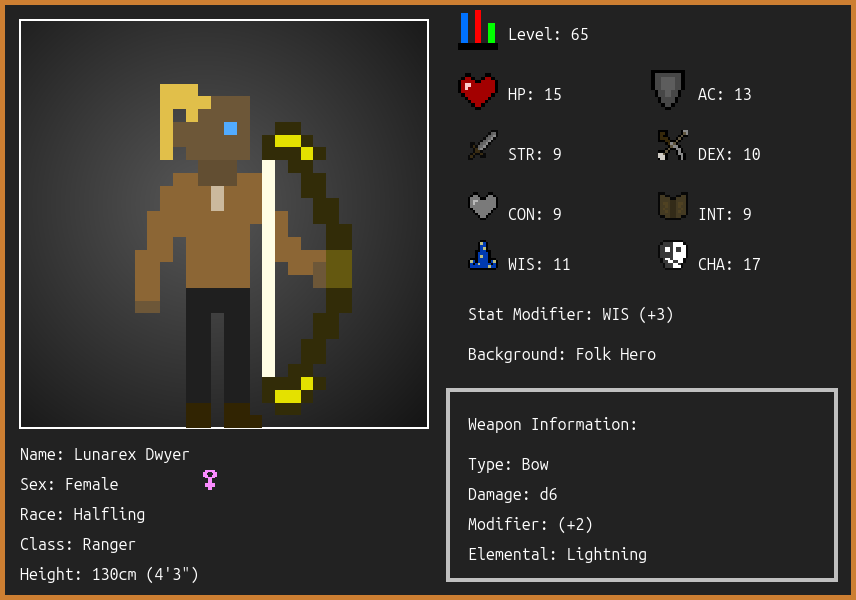 Level: 65
HP: 15
AC: 13
STR: 9
DEX: 10
CON: 9
INT: 9
WIS: 11
CHA: 17
Stat Modifier: WIS (+3)
Background: Folk Hero
Weapon Information:
Type: Bow
Damage: d6
Modifier: (+2)
Elemental: Lightning
Name: Lunarex Dwyer
Sex: Female
Race: Halfling
Class: Ranger
Height: 130cm (4'3")